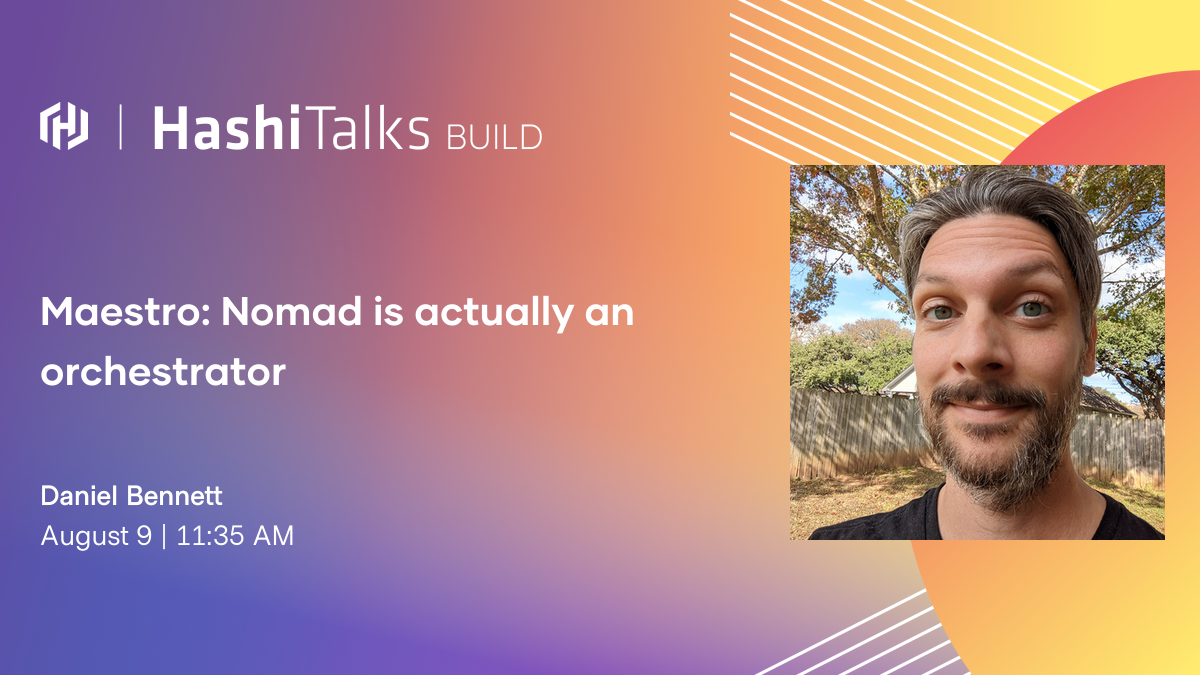 HashiTalks BUILD
Maestro: Nomad is actually an
orchestrator
Daniel Bennett
August 9 | 11:35 AM